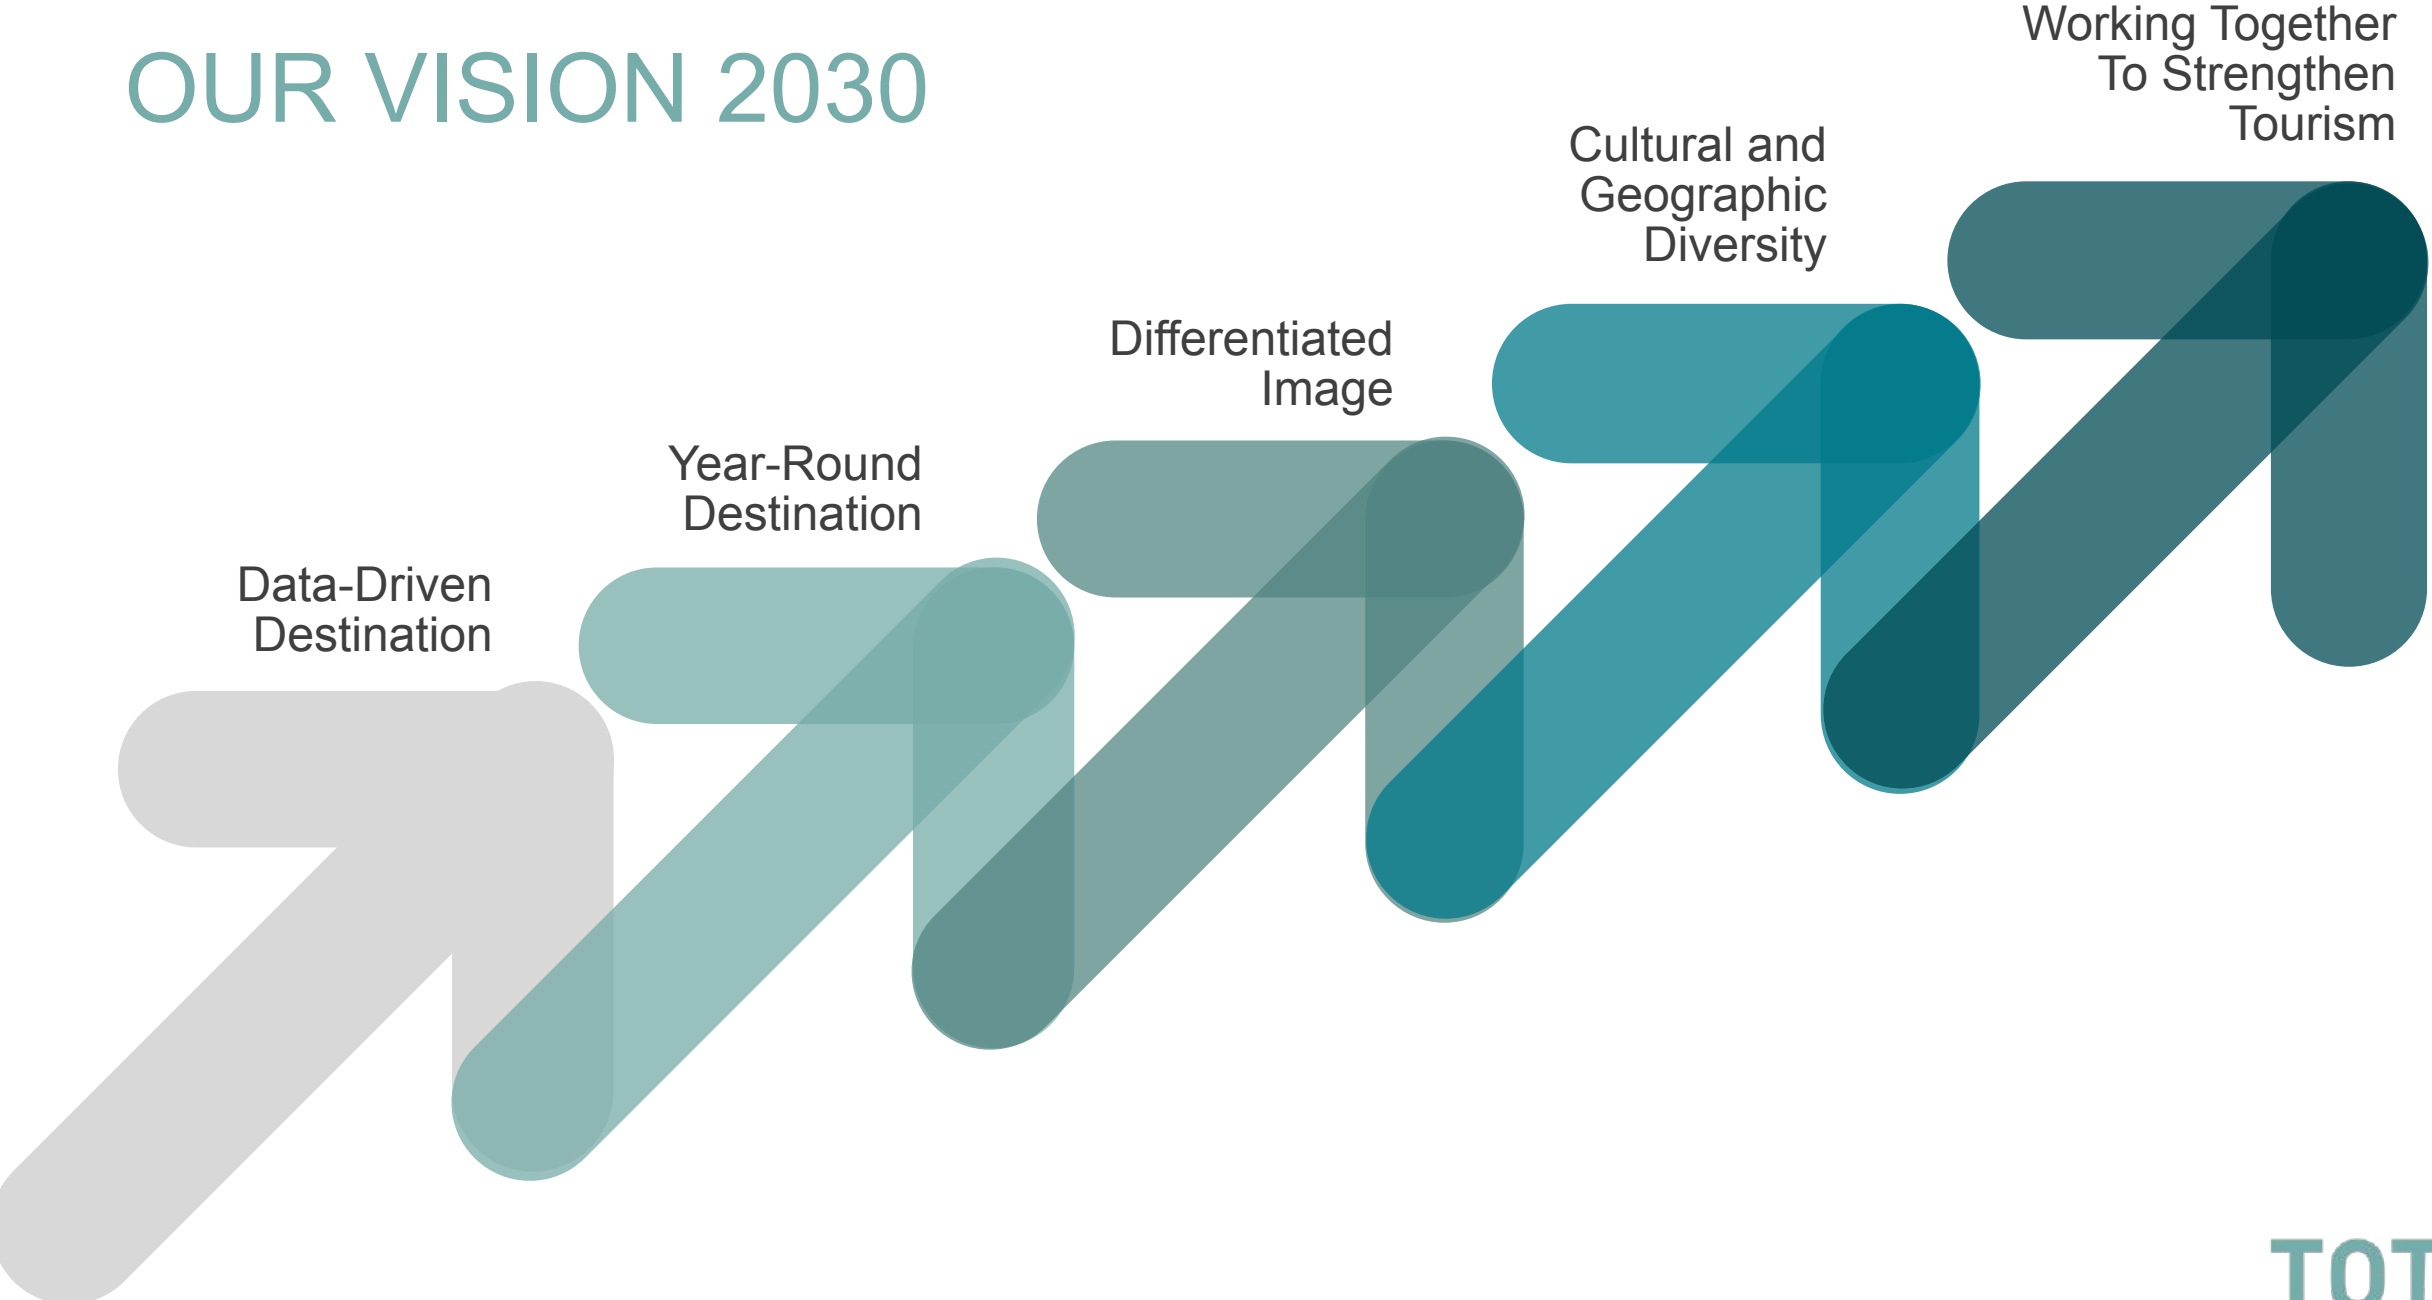 OUR VISION 2030
Working Together
To Strengthen
Tourism
Cultural and
Geographic
Diversity
Differentiated
Image
Year-Round
Destination
Data-Driven
Destination